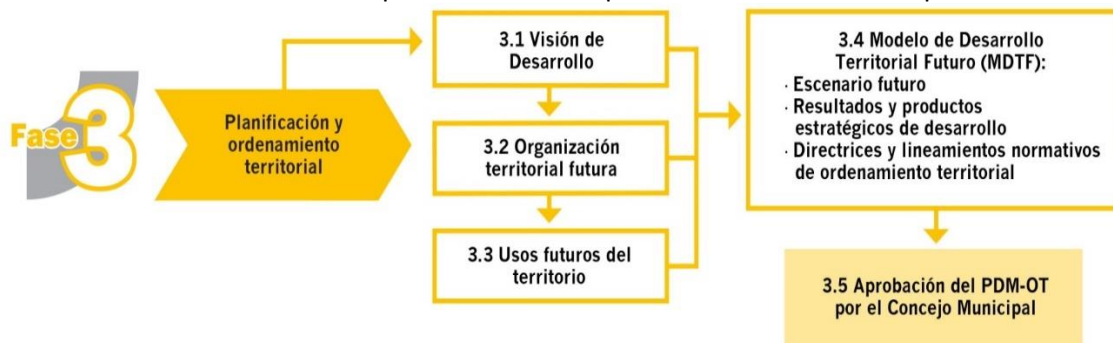 Fase 3
Planificación y
ordenamiento
territorial
3.1 Visión de
Desarrollo
3.2 Organización
territorial futura
3.3 Usos futuros del
territorio
3.4 Modelo de Desarrollo
Territorial Futuro (MDTF):
· Escenario futuro
· Resultados y productos
estratégicos de desarrollo
· Directrices y lineamientos normativos
de ordenamiento territorial
3.5 Aprobación del PDM-OT
por el Concejo Municipal